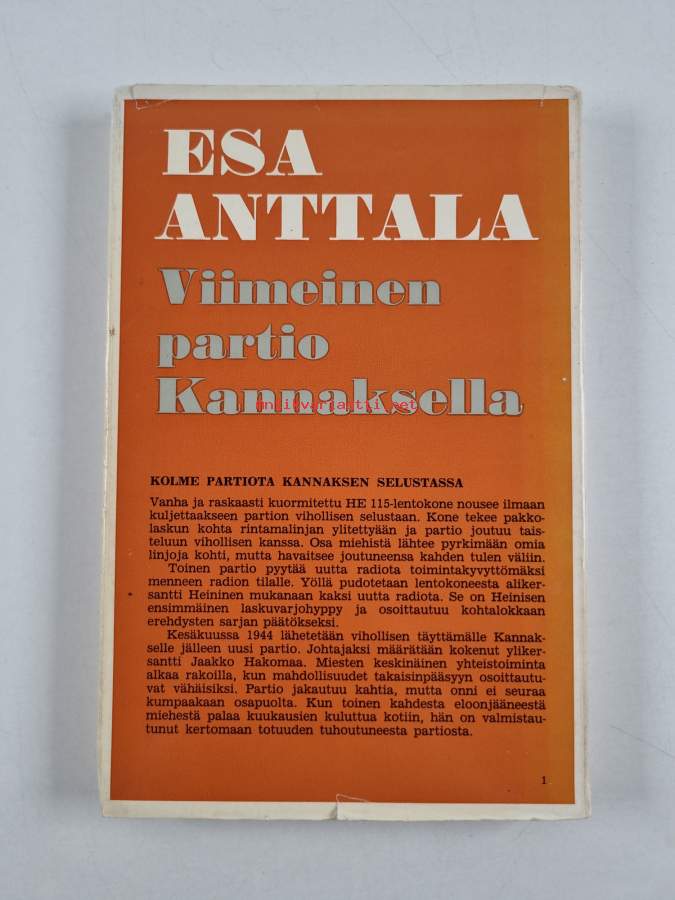 ESA
ANTTALA
Viimeinen
partio
Kannaksella
KOLME PARTIOTA KANNAKSEN SELUSTASSA
Vanha ja raskaasti kuormitettu HE 115-lentokone nousee ilmaan
kuljettaakseen partion vihollisen selustaan. Kone tekee pakko-
laskun kohta rintamalinjan ylitettyään ja partio joutuu tais-
teluun vihollisen kanssa. Osa miehistä lähtee pyrkimään omia
linjoja kohti, mutta havaitsee joutuneensa kahden tulen väliin.
Toinen partio pyytää uutta radiota toimintakyvyttömäksi
menneen radion tilalle. Yöllä pudotetaan lentokoneesta aliker-
santti Heininen mukanaan kaksi uutta radiota. Se on Heinisen
ensimmäinen laskuvarjohyppy ja osoittautuu kohtalokkaan
erehdysten sarjan päätökseksi.
Kesäkuussa 1944 lähetetään vihollisen täyttämälle Kannak-
selle jälleen uusi partio. Johtajaksi määrätään kokenut yliker-
santti Jaakko Hakomaa. Miesten keskinäinen yhteistoiminta
alkaa rakoilla, kun mahdollisuudet takaisinpääsyyn osoittautu-
vat vähäisiksi. Partio jakautuu kahtia, mutta onni ei seuraa
kumpaakaan osapuolta. Kun toinen kahdesta eloonjääneestä
miehestä palaa kuukausien kuluttua kotiin, hän on valmistau-
tunut kertomaan totuuden tuhoutuneesta partiosta.
1